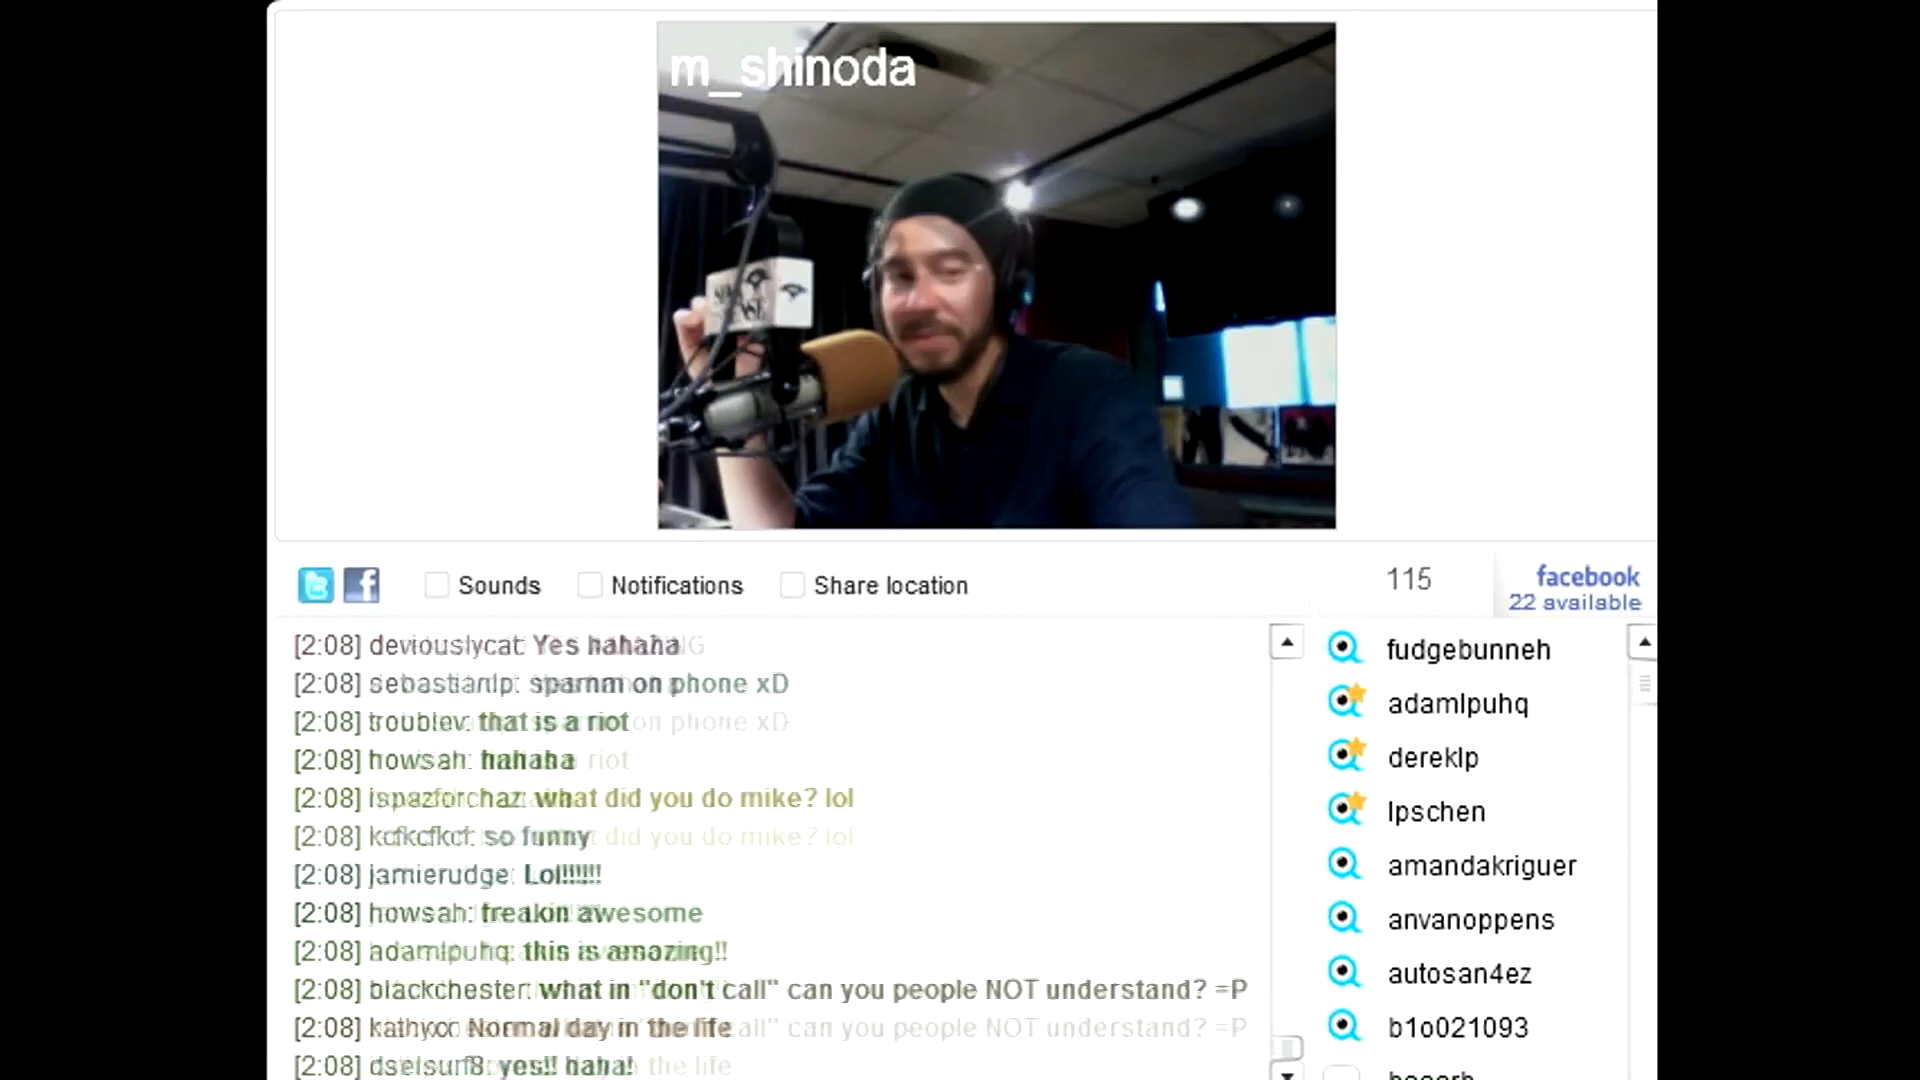 m_shinoda
Sounds Notifications Share location
115
facebook
22 available
[2:08] deviouslycat: Yes hahaha
[2:08] sebastianlp: spamm on phone xD
[2:08] troublev: that is a riot
[2:08] howsah: hahaha
[2:08] ispazforchaz: what did you do mike? lol
[2:08] so funny
[2:08] jamierudge: Lol!!!!!!
[2:08] howsah: freakin awesome
[2:08] adamlpuhq: this is amazing!!
[2:08] blackchester: what in "don't call" can you people NOT understand? =P
[2:08] kathyxx: Normal day in the life
[2:08] yes!! haha!
fudgebunneh
adamlpuhq
dereklp
lpschen
amandakriguer
anvanoppens
autosan4ez
b1o021093